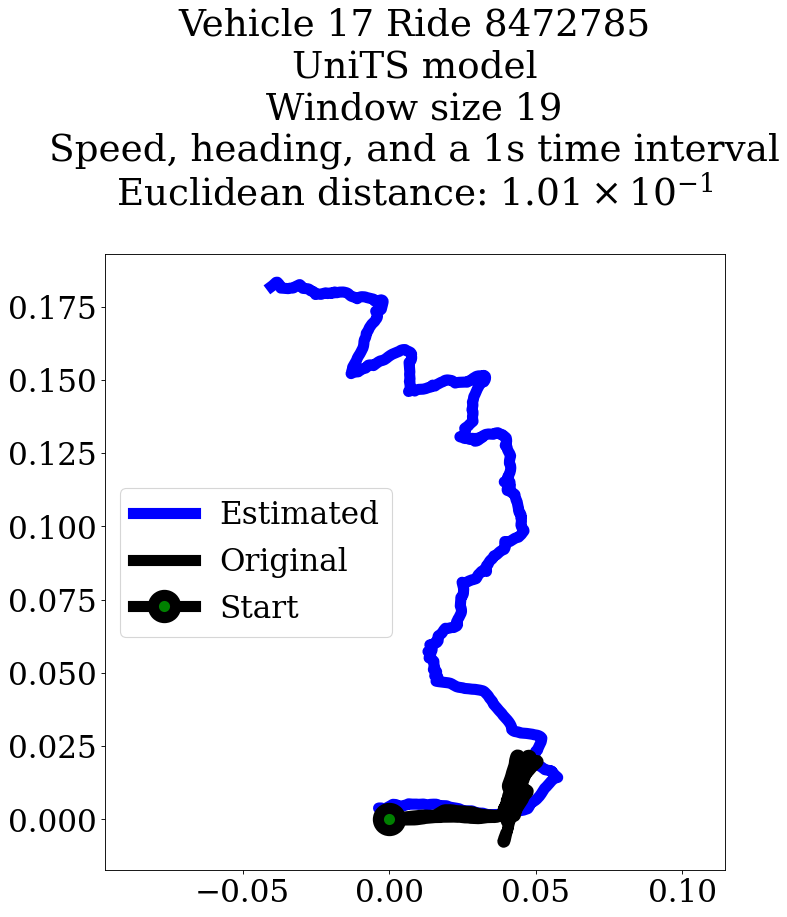 Vehicle 17 Ride 8472785
UniTS model
Window size 19
Speed, heading, and a 1s time interval
Euclidean distance: 1.01 × 10⁻¹
0.175
0.150
0.125
0.100
0.075
0.050
0.025
0.000
Estimated
Original
Start
−0.05
0.00
0.05
0.10